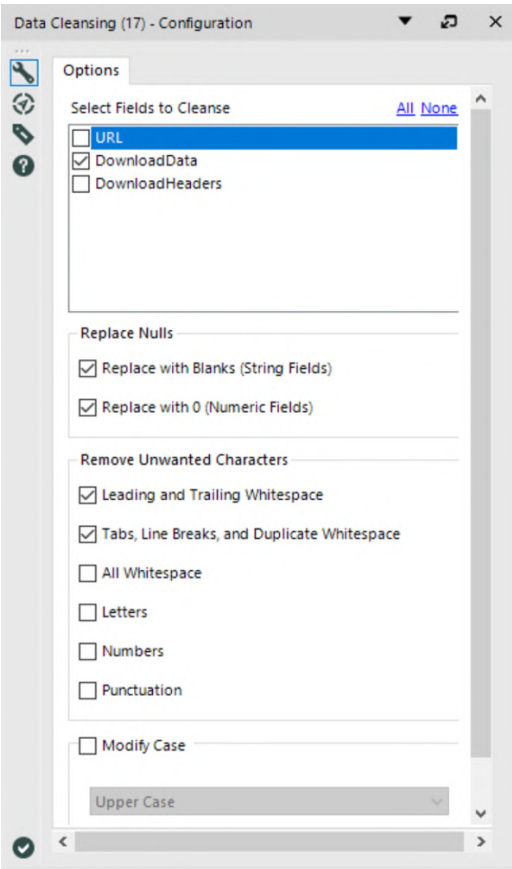 Data Cleansing (17) - Configuration
Options
Select Fields to Cleanse All None
URL
DownloadData
DownloadHeaders
Replace Nulls
Replace with Blanks (String Fields)
Replace with 0 (Numeric Fields)
Remove Unwanted Characters
Leading and Trailing Whitespace
Tabs, Line Breaks, and Duplicate Whitespace
All Whitespace
Letters
Numbers
Punctuation
Modify Case
Upper Case